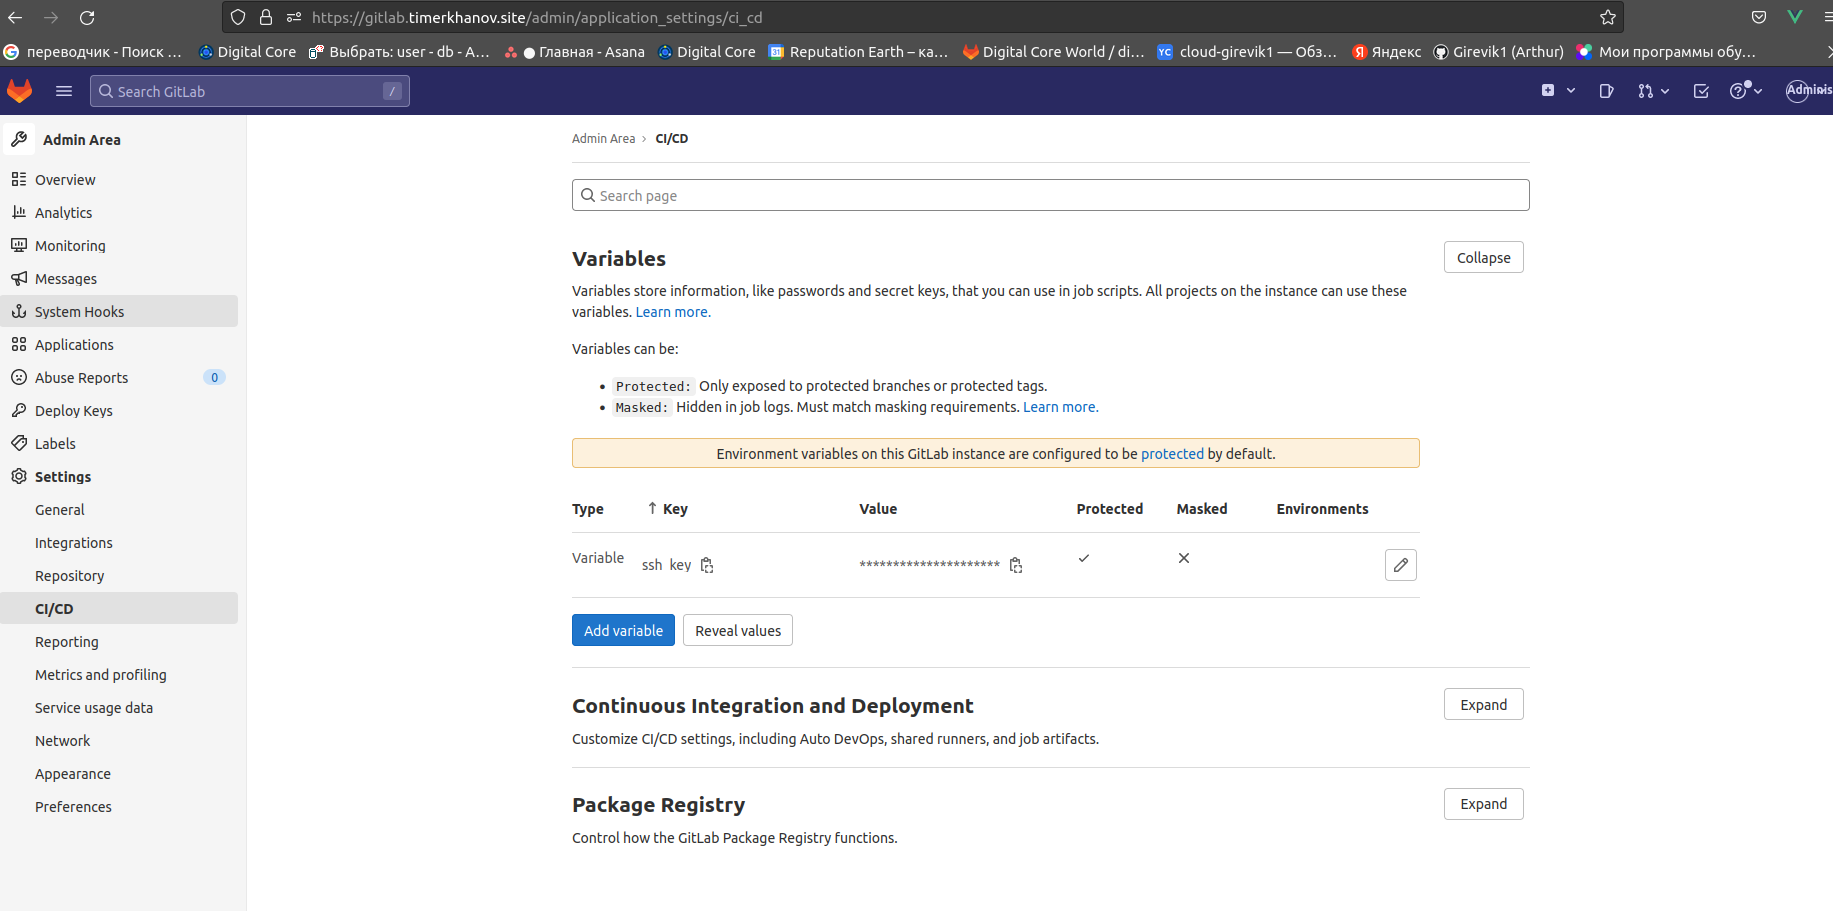 https://gitlab.timerkhanov.site/admin/application_settings/ci_cd
переводчик - Поиск … Digital Core Выбрать: user - db - A… Главная - Asana Digital Core Reputation Earth – ка… Digital Core World / di… cloud-girevik1 — Обз… Яндекс Girevik1 (Arthur) Мои программы обу…
Search GitLab /
Adminis
Admin Area
Overview
Analytics
Monitoring
Messages
System Hooks
Applications
Abuse Reports 0
Deploy Keys
Labels
Settings
General
Integrations
Repository
CI/CD
Reporting
Metrics and profiling
Service usage data
Network
Appearance
Preferences
Admin Area › CI/CD
Search page
Variables
Collapse
Variables store information, like passwords and secret keys, that you can use in job scripts. All projects on the instance can use these
variables. Learn more.
Variables can be:
• Protected: Only exposed to protected branches or protected tags.
• Masked: Hidden in job logs. Must match masking requirements. Learn more.
Environment variables on this GitLab instance are configured to be protected by default.
Type ↑ Key Value Protected Masked Environments
Variable ssh key *********************
Add variable Reveal values
Continuous Integration and Deployment
Expand
Customize CI/CD settings, including Auto DevOps, shared runners, and job artifacts.
Package Registry
Expand
Control how the GitLab Package Registry functions.